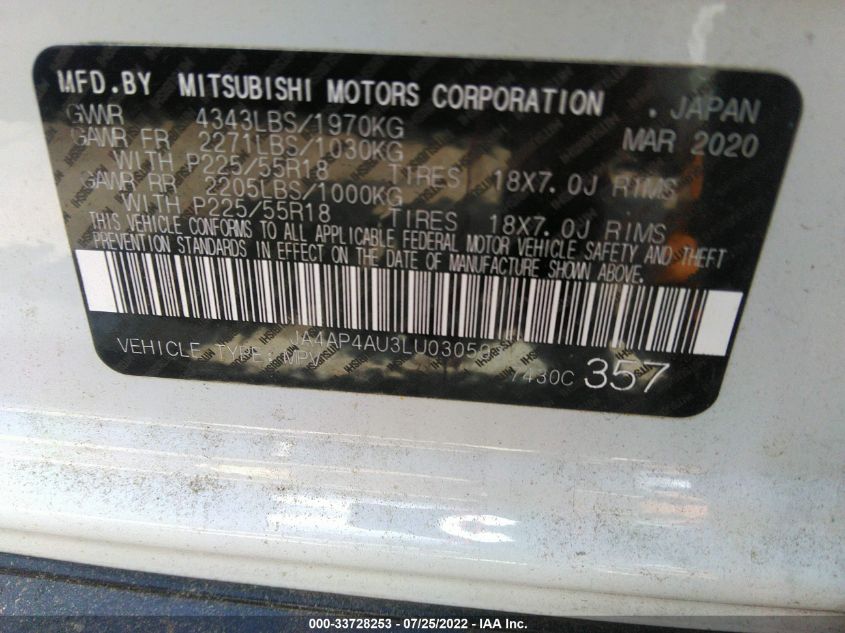 MFD.BY MITSUBISHI MOTORS CORPORATION . JAPAN
GVWR 4343LBS/1970KG MAR 2020
GAWR FR 2271LBS/1030KG
WITH P225/55R18 TIRES 18X7.0J RIMS
GAWR RR 2205LBS/1000KG
WITH P225/55R18 TIRES 18X7.0J RIMS
THIS VEHICLE CONFORMS TO ALL APPLICABLE FEDERAL MOTOR VEHICLE SAFETY AND THEFT
PREVENTION STANDARDS IN EFFECT ON THE DATE OF MANUFACTURE SHOWN ABOVE.
VEHICLE TYPE: MPV
7430C 357
000-33728253 - 07/25/2022 - IAA Inc.